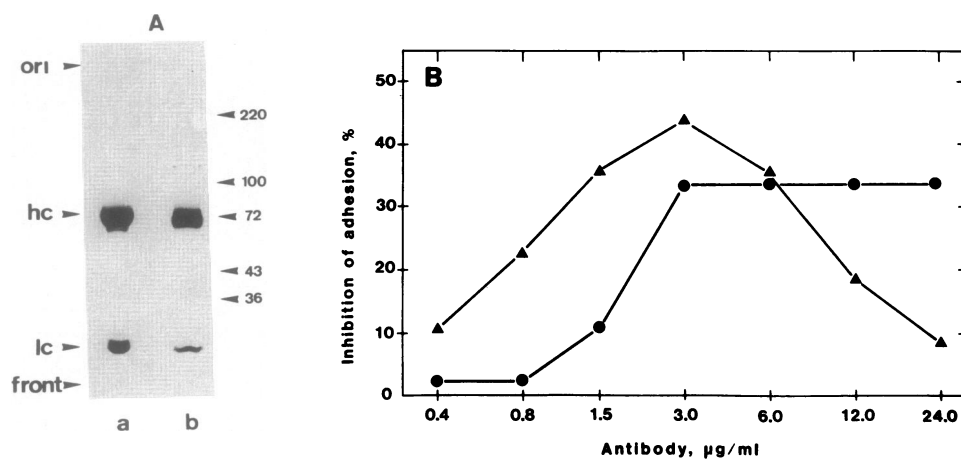 A
ori
220
100
hc
72
43
36
lc
front
a b
B
Inhibition of adhesion, %
50
40
30
20
10
0
0.4 0.8 1.5 3.0 6.0 12.0 24.0
Antibody, µg/ml